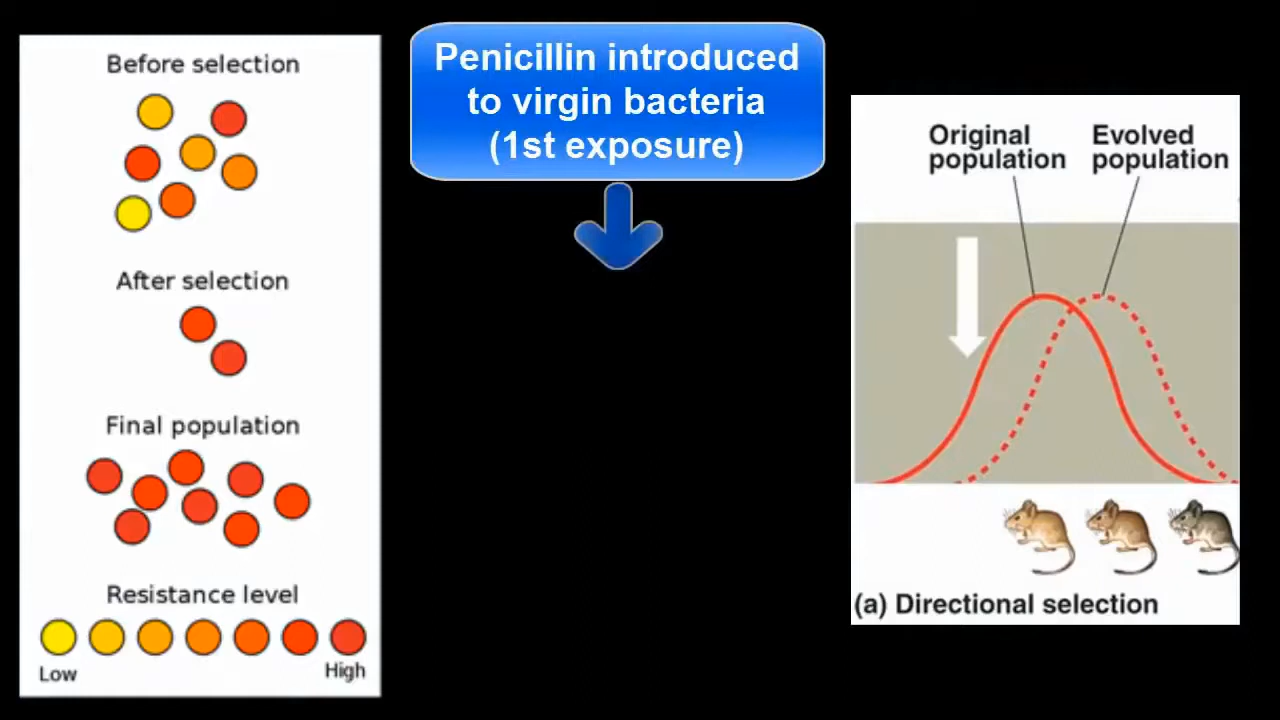 Before selection
After selection
Final population
Resistance level
Low
High
Penicillin introduced
to virgin bacteria
(1st exposure)
Original
population
Evolved
population
(a) Directional selection